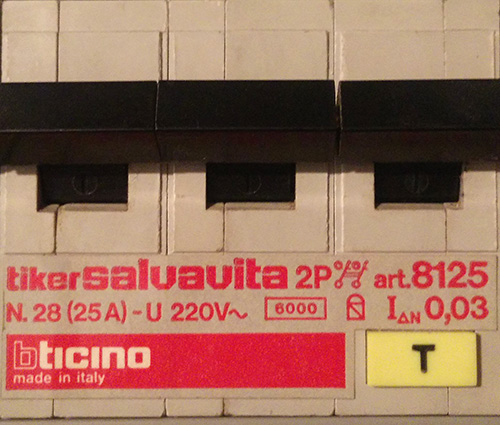 tikersalvavita 2P art.8125
N.28 (25A) - U 220V~ 6000 IΔN 0,03
bticino
made in italy
T